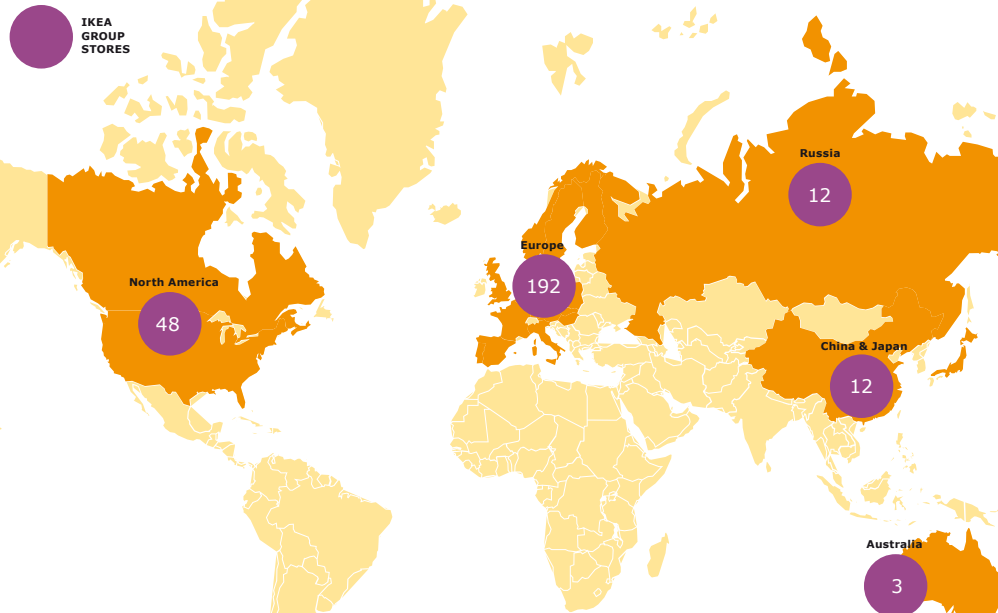 IKEA
GROUP
STORES
Russia
12
Europe
192
North America
48
China & Japan
12
Australia
3